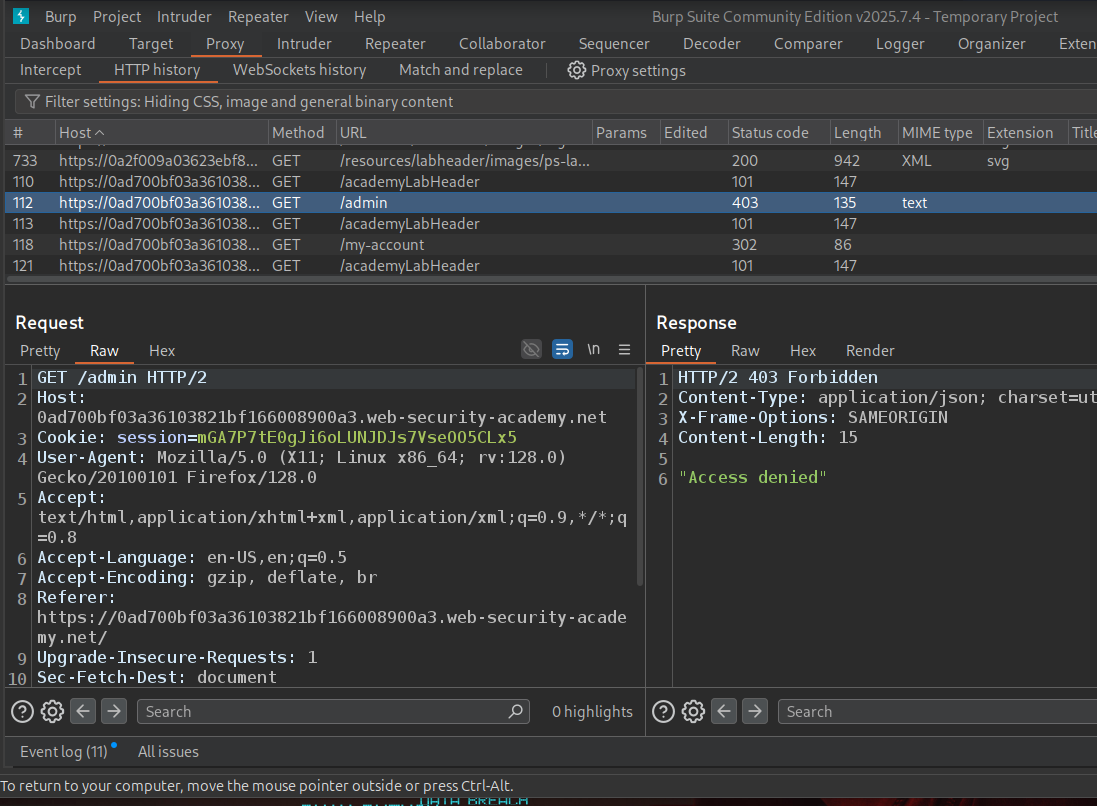 Burp Project Intruder Repeater View Help Burp Suite Community Edition v2025.7.4 - Temporary Project
Dashboard Target Proxy Intruder Repeater Collaborator Sequencer Decoder Comparer Logger Organizer Exten
Intercept HTTP history WebSockets history Match and replace Proxy settings
Filter settings: Hiding CSS, image and general binary content
# Host Method URL Params Edited Status code Length MIME type Extension Title
733 https://0a2f009a03623ebf8... GET /resources/labheader/images/ps-la... 200 942 XML svg
110 https://0ad700bf03a361038... GET /academyLabHeader 101 147
112 https://0ad700bf03a361038... GET /admin 403 135 text
113 https://0ad700bf03a361038... GET /academyLabHeader 101 147
118 https://0ad700bf03a361038... GET /my-account 302 86
121 https://0ad700bf03a361038... GET /academyLabHeader 101 147
Request
Pretty Raw Hex \n
1 GET /admin HTTP/2
2 Host:
0ad700bf03a36103821bf166008900a3.web-security-academy.net
3 Cookie: session=mGA7P7tE0gJi6oLUNJDJs7VseOO5CLx5
4 User-Agent: Mozilla/5.0 (X11; Linux x86_64; rv:128.0)
Gecko/20100101 Firefox/128.0
5 Accept:
text/html,application/xhtml+xml,application/xml;q=0.9,*/*;q
=0.8
6 Accept-Language: en-US,en;q=0.5
7 Accept-Encoding: gzip, deflate, br
8 Referer:
https://0ad700bf03a36103821bf166008900a3.web-security-acade
my.net/
9 Upgrade-Insecure-Requests: 1
10 Sec-Fetch-Dest: document
Search 0 highlights
Response
Pretty Raw Hex Render
1 HTTP/2 403 Forbidden
2 Content-Type: application/json; charset=ut
3 X-Frame-Options: SAMEORIGIN
4 Content-Length: 15
5
6 "Access denied"
Search
Event log (11) All issues
To return to your computer, move the mouse pointer outside or press Ctrl-Alt.
DATA BREACH